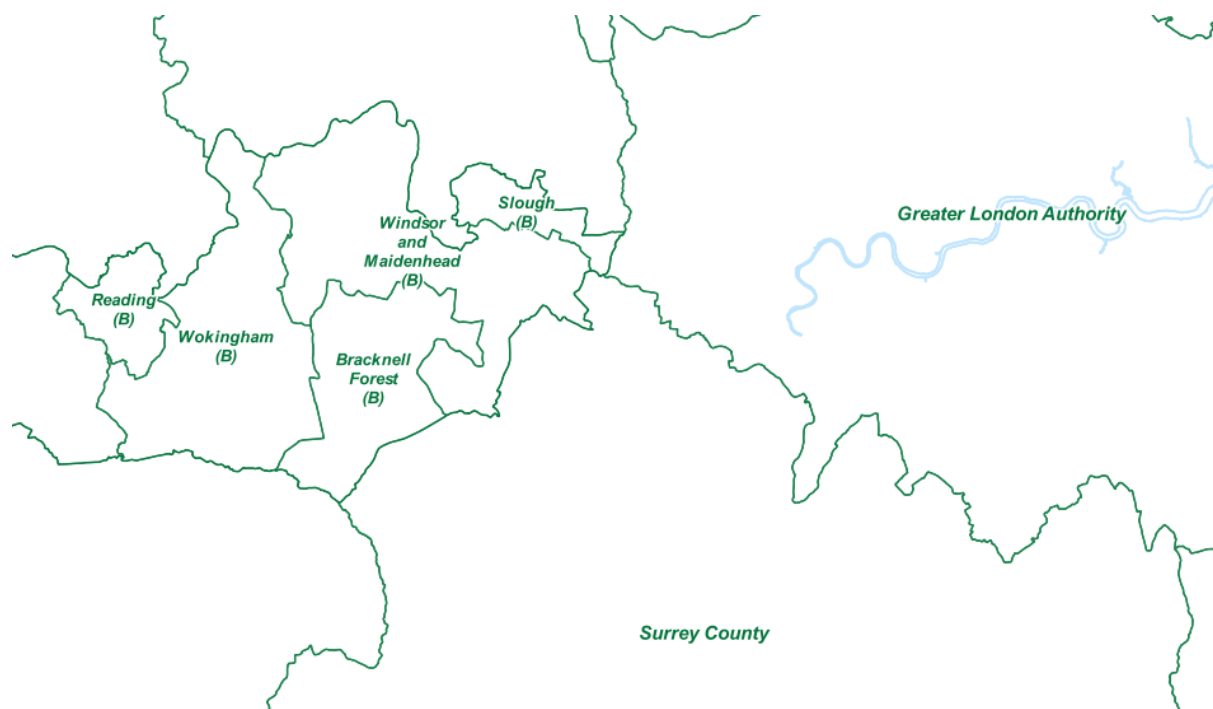 Slough
(B)
Greater London Authority
Windsor
and
Maidenhead
(B)
Reading
(B)
Wokingham
(B)
Bracknell
Forest
(B)
Surrey County